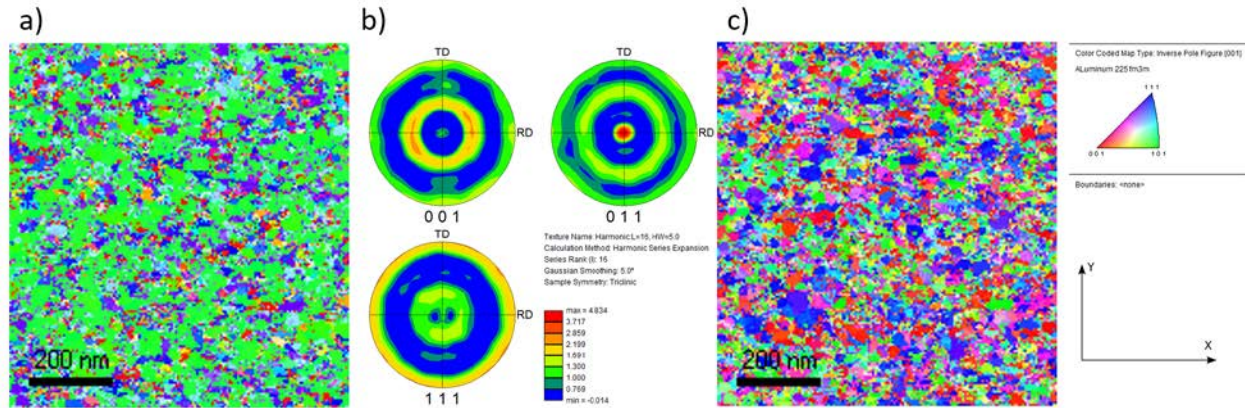 a)
b)
c)
200 nm
TD
RD
0 0 1
TD
RD
0 1 1
TD
RD
1 1 1
Texture Name: Harmonic:L=16, HW=5.0
Calculation Method: Harmonic Series Expansion
Series Rank (l): 16
Gaussian Smoothing: 5.0°
Sample Symmetry: Triclinic
max = 4.834
3.717
2.859
2.199
1.691
1.300
1.000
0.769
min = -0.014
200 nm
Color Coded Map Type: Inverse Pole Figure [001]
ALuminum 225 fm3m
1 1 1
0 0 1
1 0 1
Boundaries: <none>
Y
X